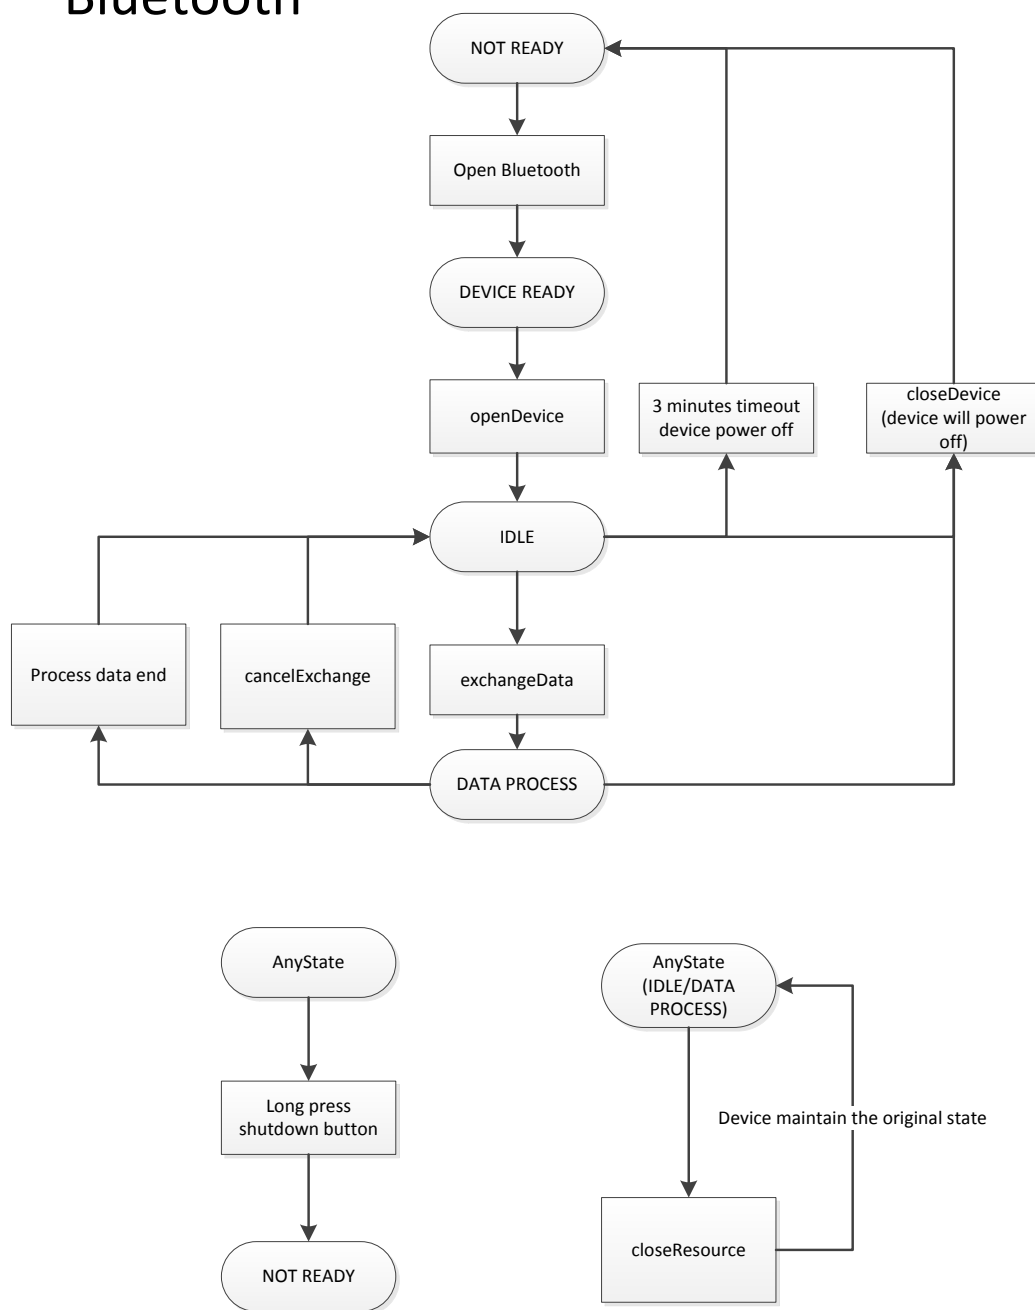 Bluetooth
NOT READY
Open Bluetooth
DEVICE READY
openDevice
3 minutes timeout
device power off
closeDevice
(device will power
off)
IDLE
Process data end
cancelExchange
exchangeData
DATA PROCESS
AnyState
Long press
shutdown button
NOT READY
AnyState
(IDLE/DATA
PROCESS)
Device maintain the original state
closeResource